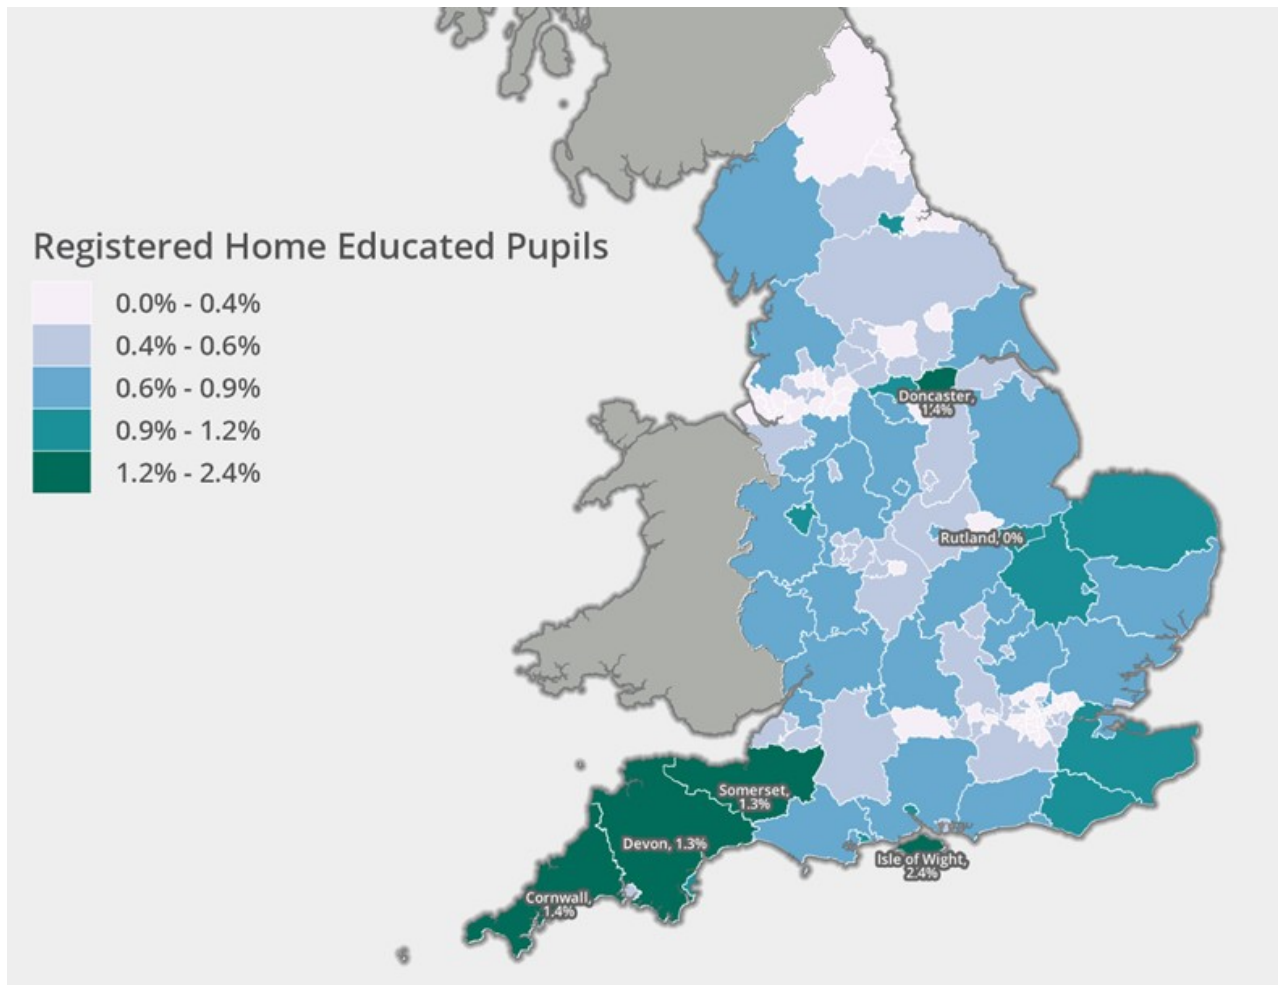 Registered Home Educated Pupils
0.0% - 0.4%
0.4% - 0.6%
0.6% - 0.9%
0.9% - 1.2%
1.2% - 2.4%
Doncaster,
1.4%
Rutland, 0%
Somerset,
1.3%
Devon, 1.3%
Isle of Wight,
2.4%
Cornwall,
1.4%